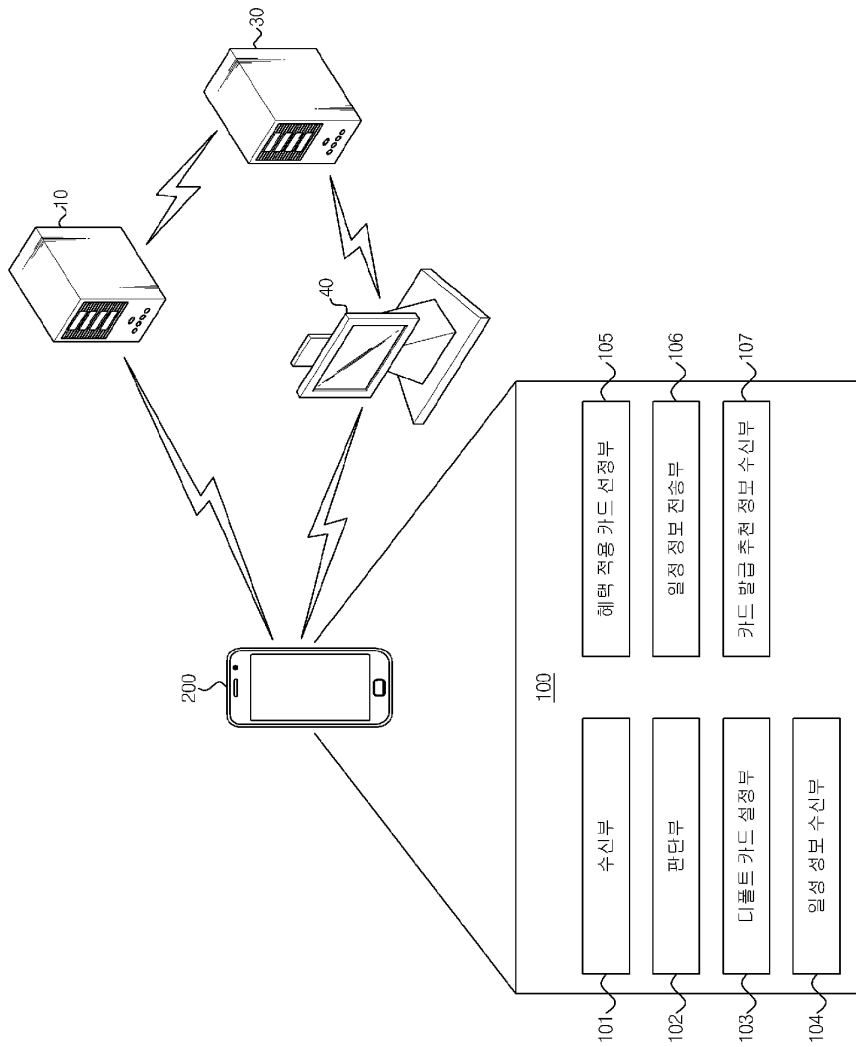 10
30
40
200
100
101 수신부
102 판단부
103 디폴트 카드 설정부
104 일정 정보 수신부
105 혜택 적용 카드 선정부
106 일정 정보 전송부
107 카드 발급 추천 정보 수신부